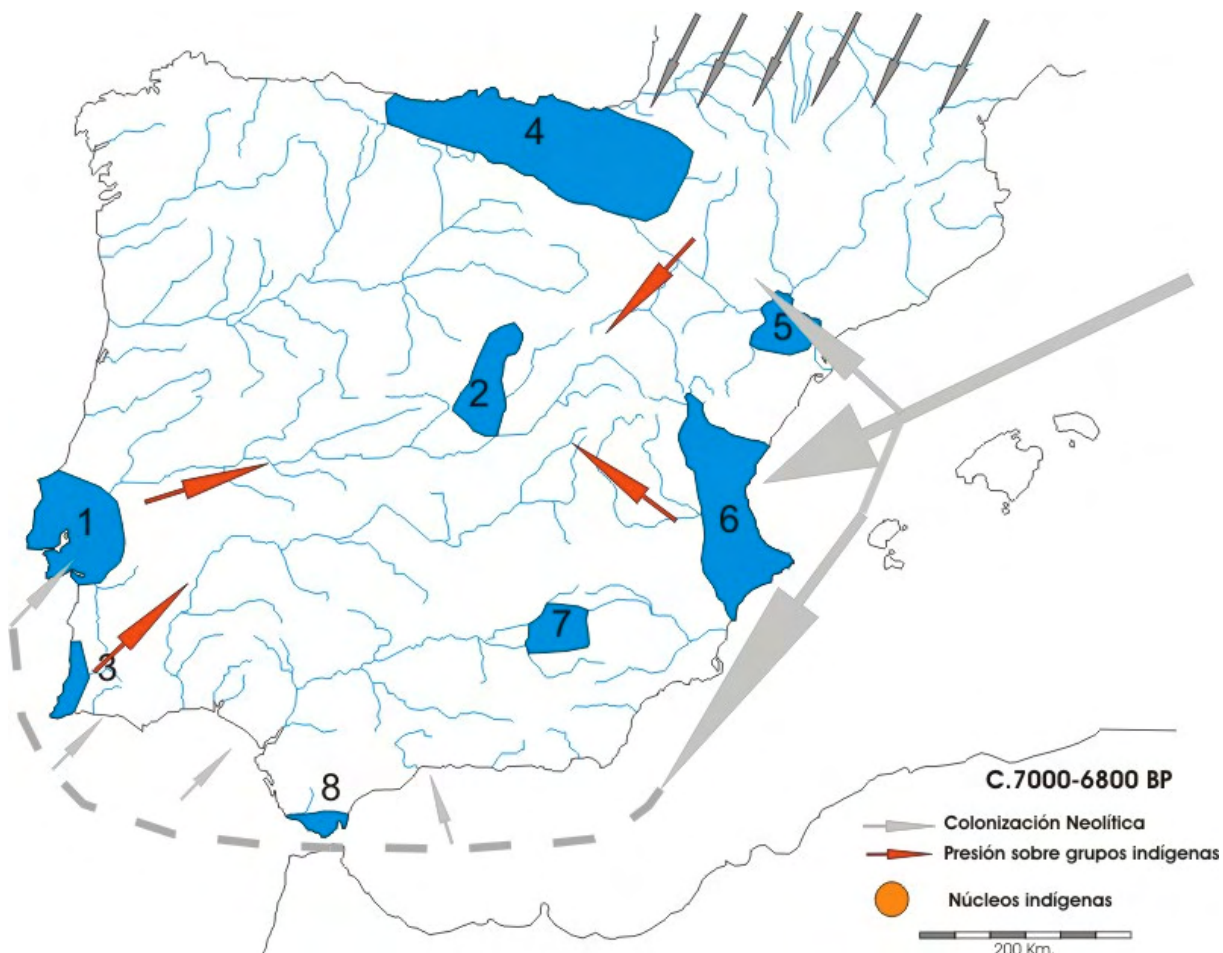 4
5
2
1
6
7
3
8
C.7000-6800 BP
Colonización Neolítica
Presión sobre grupos indígenas
Núcleos indígenas
200 Km.